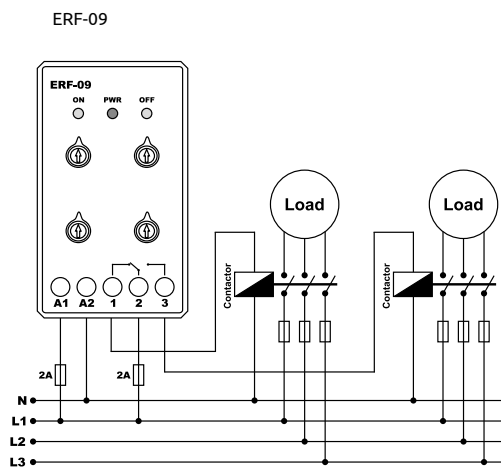 ERF-09
ERF-09
ON PWR OFF
Load Load
Contactor Contactor
A1 A2 1 2 3
2A 2A
N
L1
L2
L3